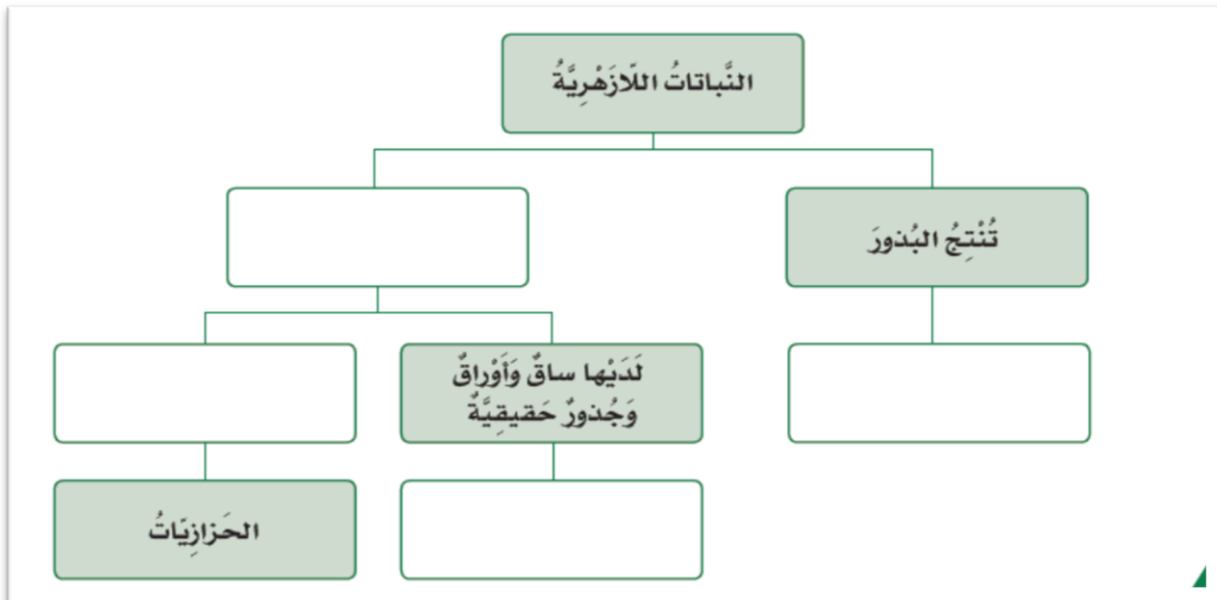 النَّباتاتُ اللّازَهْرِيَّةُ
تُنْتِجُ البُذورَ
لَدَيْها ساقٌ وَأَوْراقٌ
وَجُذورٌ حَقيقِيَّةٌ
الحَزازِيّاتُ